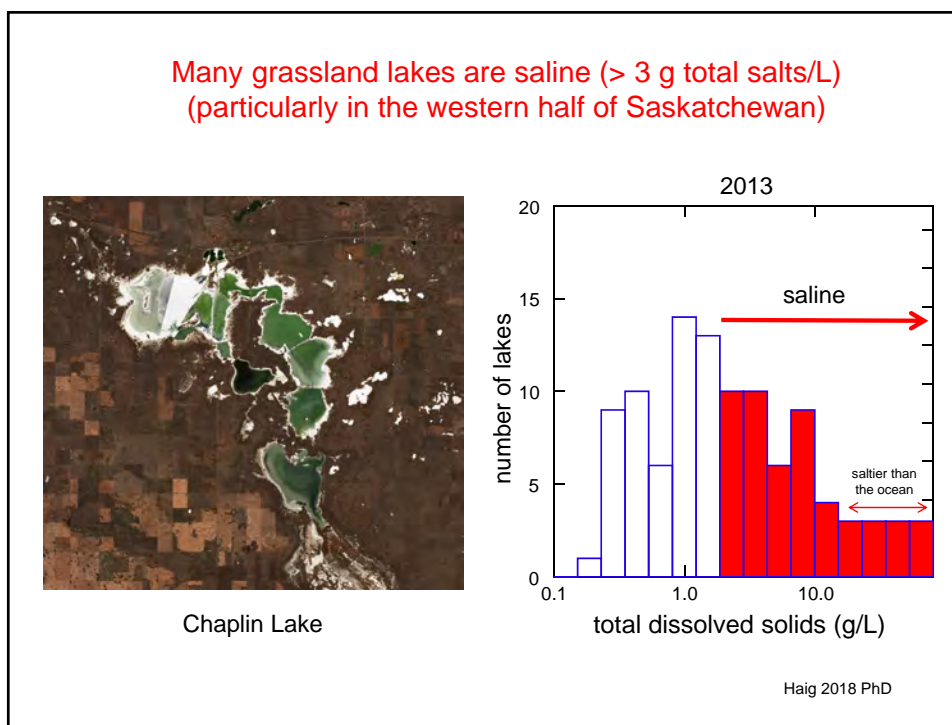 Many grassland lakes are saline (> 3 g total salts/L)
(particularly in the western half of Saskatchewan)
Chaplin Lake
2013
number of lakes
20
15
10
5
0
saline
saltier than
the ocean
0.1
1.0
10.0
total dissolved solids (g/L)
Haig 2018 PhD